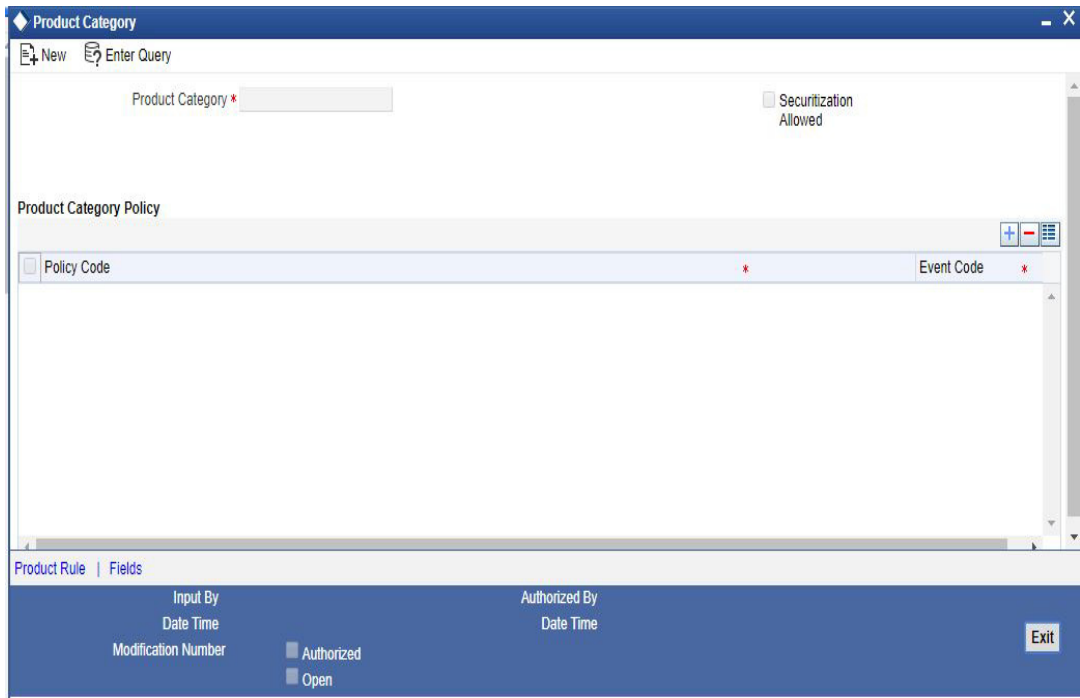 Product Category
New Enter Query
Product Category *
Securitization
Allowed
Product Category Policy
Policy Code * Event Code *
Product Rule | Fields
Input By Authorized By
Date Time Date Time
Modification Number Authorized
Open
Exit